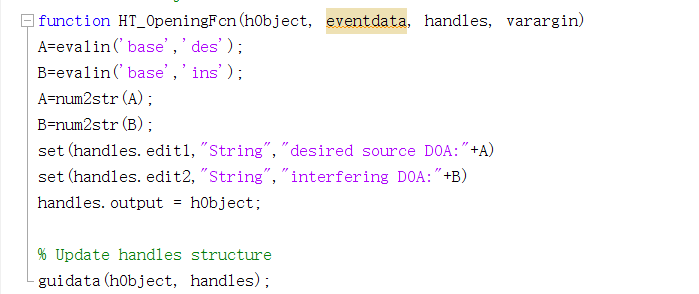 function HT_OpeningFcn(hObject, eventdata, handles, varargin)
A=evalin('base','des');
B=evalin('base','ins');
A=num2str(A);
B=num2str(B);
set(handles.edit1,"String","desired source DOA:"+A)
set(handles.edit2,"String","interfering DOA:"+B)
handles.output = hObject;
% Update handles structure
guidata(hObject, handles);